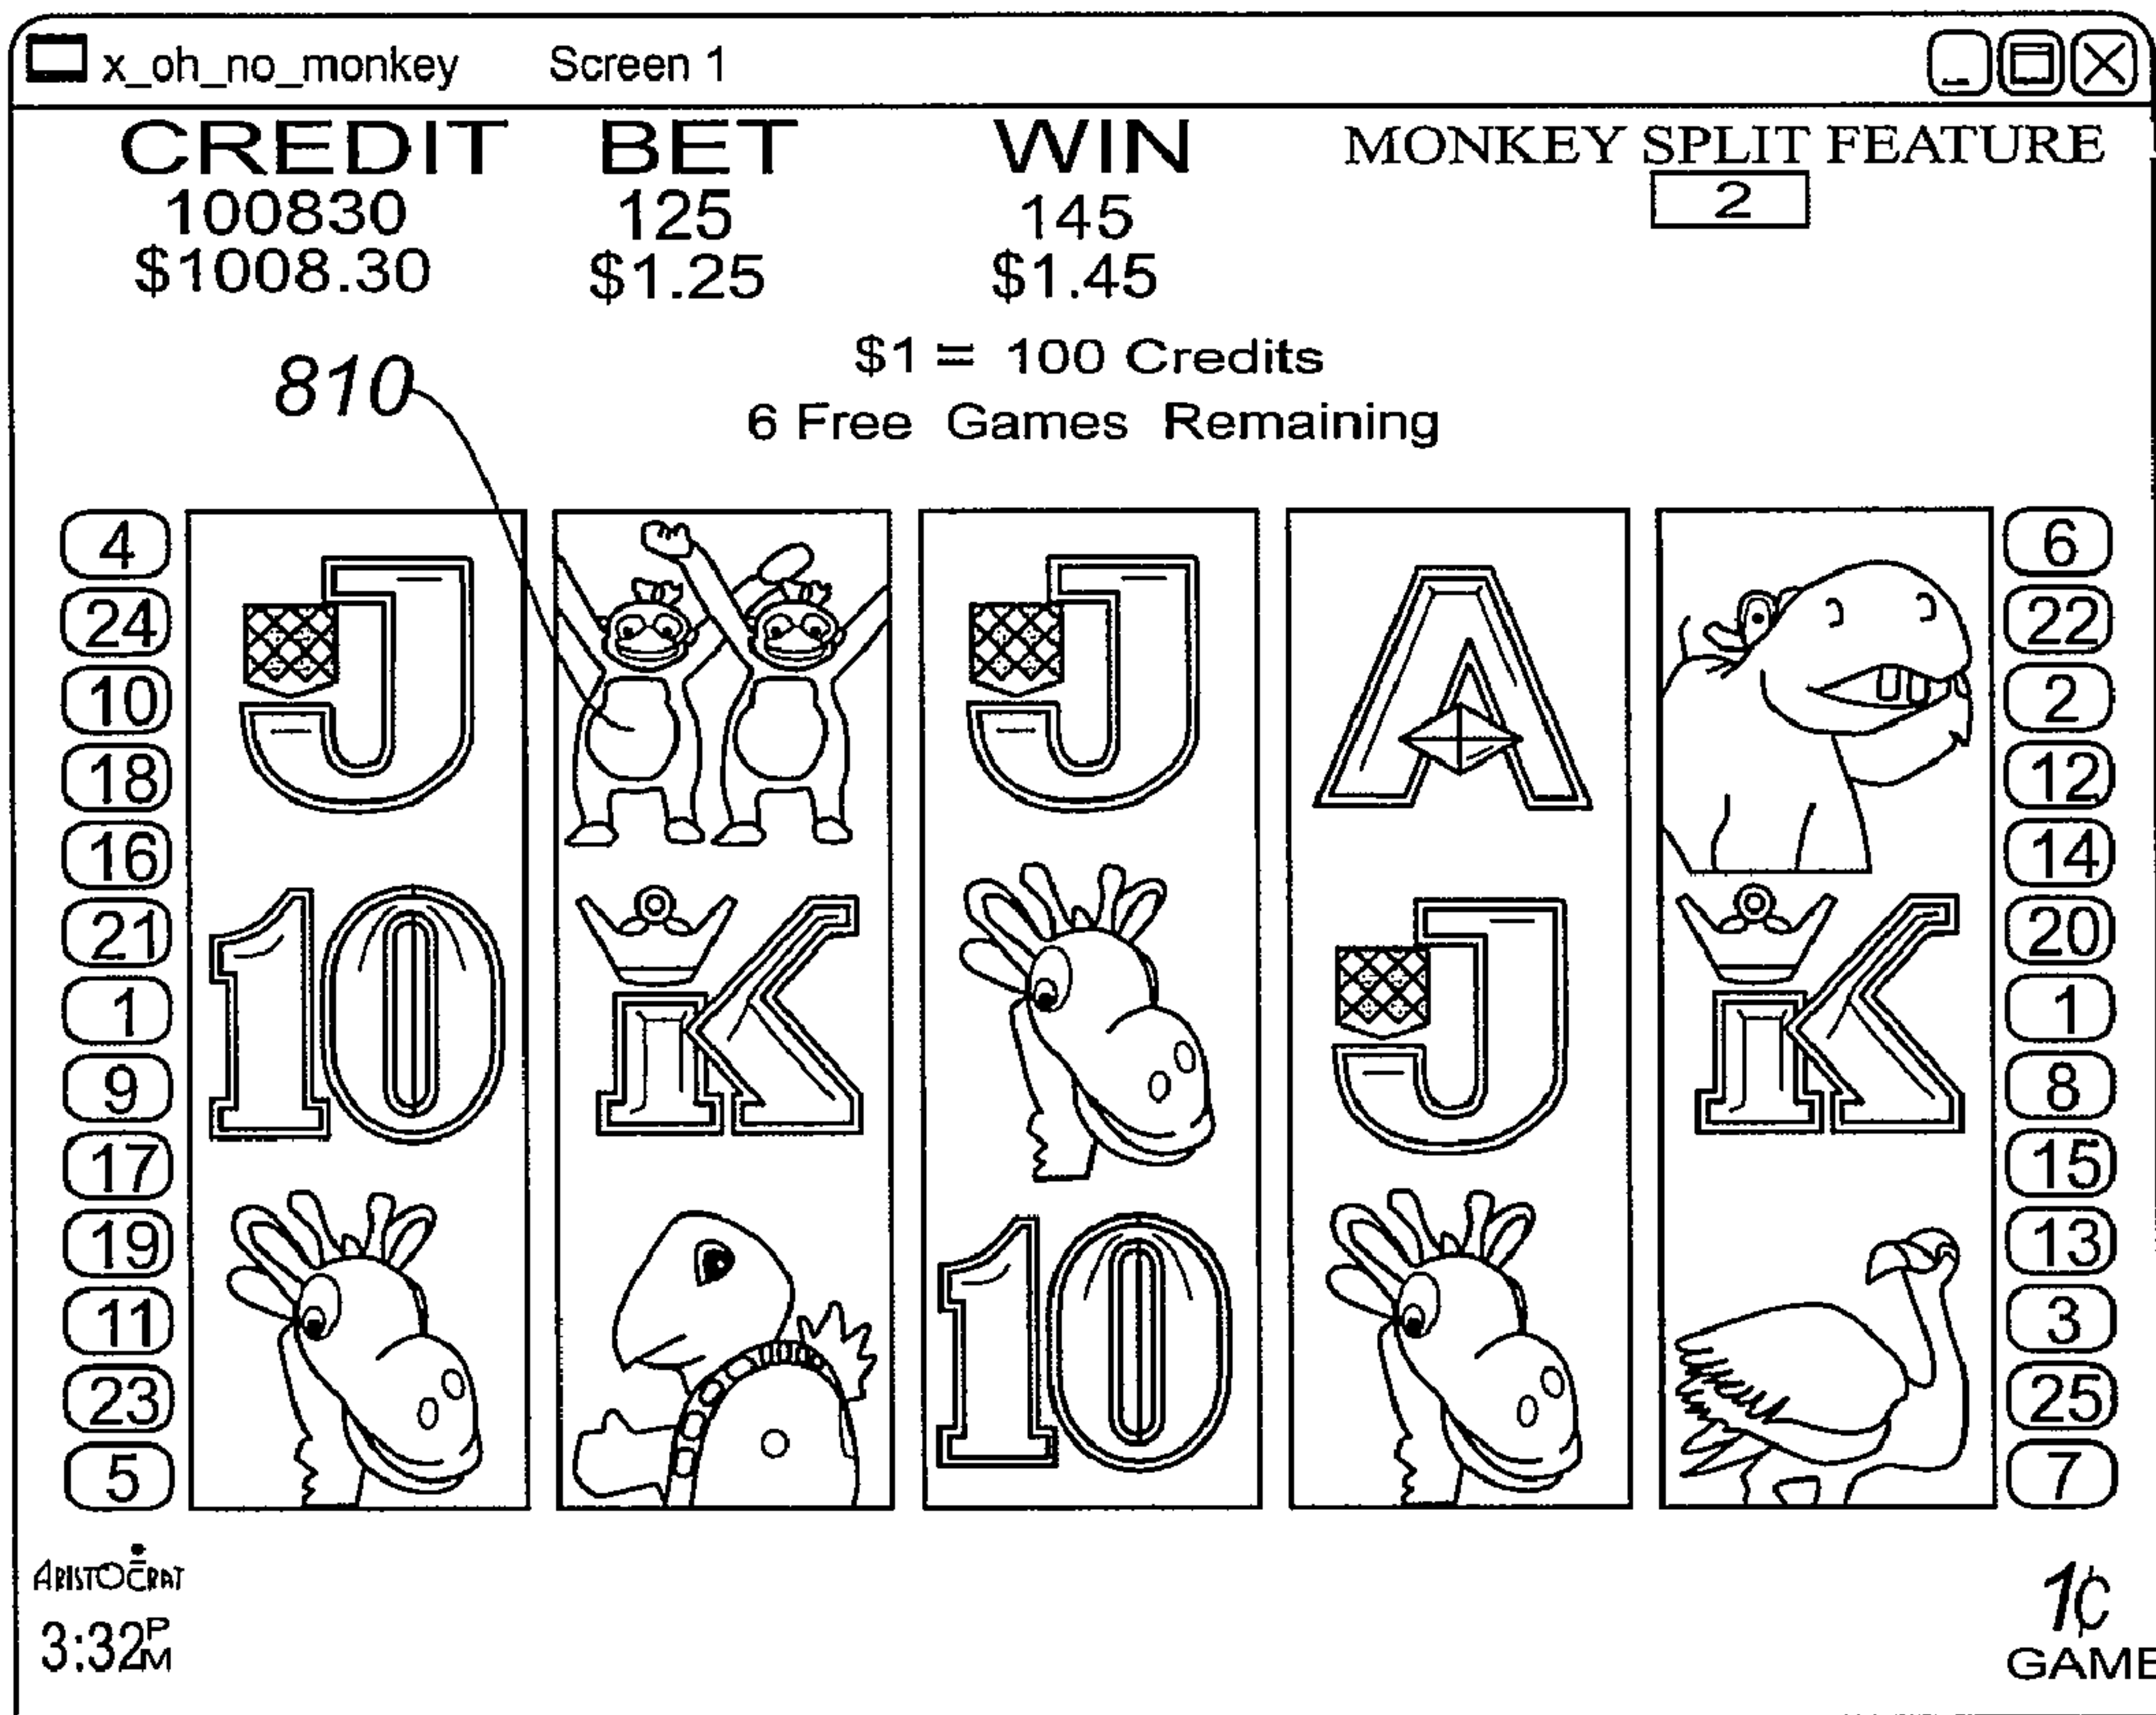 x_oh_no_monkey Screen 1
CREDIT BET WIN MONKEY SPLIT FEATURE
100830 125 145 2
$1008.30 $1.25 $1.45
$1 = 100 Credits
810
6 Free Games Remaining
4 6
24 22
10 2
18 12
16 14
21 20
1 1
9 8
17 15
19 13
11 3
23 25
5 7
J J A
10 K J K
10
ARISTOCRAT
3:32PM
1¢
GAME